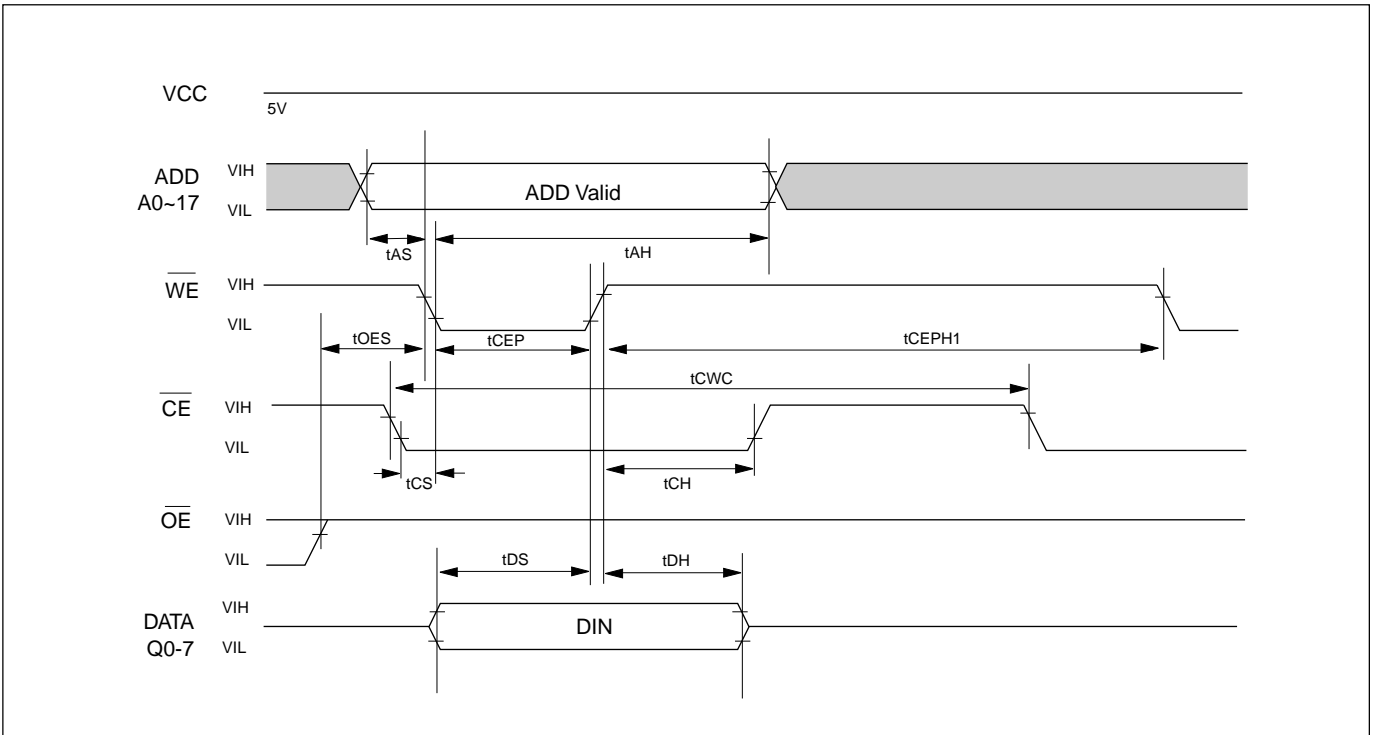 VCC
5V
ADD
A0~17
VIH
VIL
ADD Valid
tAS
tAH
WE
VIH
VIL
tOES
tCEP
tCEPH1
tCWC
CE
VIH
VIL
tCS
tCH
OE
VIH
VIL
tDS
tDH
DATA
Q0-7
VIH
VIL
DIN